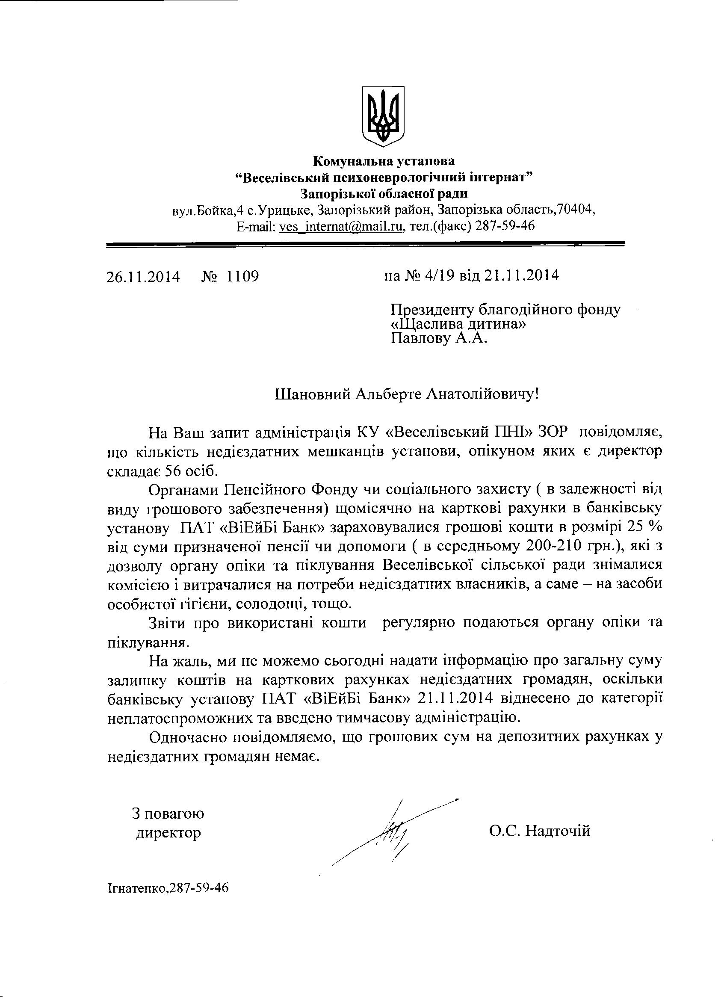 Комунальна установа
“Веселівський психоневрологічний інтернат”
Запорізької обласної ради
вул.Бойка,4 с.Урицьке, Запорізький район, Запорізька область,70404,
E-mail: ves_internat@mail.ru, тел.(факс) 287-59-46
26.11.2014 № 1109 на № 4/19 від 21.11.2014
Президенту благодійного фонду
«Щаслива дитина»
Павлову А.А.
Шановний Альберте Анатолійовичу!
На Ваш запит адміністрація КУ «Веселівський ПНІ» ЗОР повідомляє,
що кількість недієздатних мешканців установи, опікуном яких є директор
складає 56 осіб.
Органами Пенсійного Фонду чи соціального захисту ( в залежності від
виду грошового забезпечення) щомісячно на карткові рахунки в банківську
установу ПАТ «ВіЕйБі Банк» зараховувалися грошові кошти в розмірі 25 %
від суми призначеної пенсії чи допомоги ( в середньому 200-210 грн.), які з
дозволу органу опіки та піклування Веселівської сільської ради знімалися
комісією і витрачалися на потреби недієздатних власників, а саме – на засоби
особистої гігієни, солодощі, тощо.
Звіти про використані кошти регулярно подаються органу опіки та
піклування.
На жаль, ми не можемо сьогодні надати інформацію про загальну суму
залишку коштів на карткових рахунках недієздатних громадян, оскільки
банківську установу ПАТ «ВіЕйБі Банк» 21.11.2014 віднесено до категорії
неплатоспроможних та введено тимчасову адміністрацію.
Одночасно повідомляємо, що грошових сум на депозитних рахунках у
недієздатних громадян немає.
З повагою
директор О.С. Надточій
Ігнатенко,287-59-46